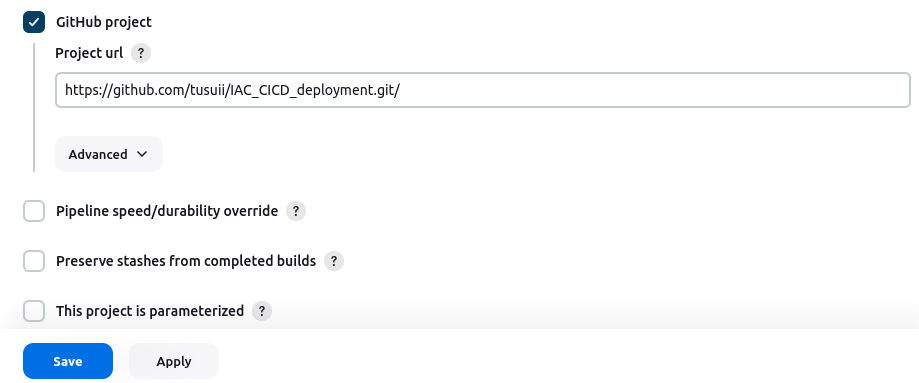 GitHub project
Project url ?
https://github.com/tusuii/IAC_CICD_deployment.git/
Advanced
Pipeline speed/durability override ?
Preserve stashes from completed builds ?
This project is parameterized ?
Save Apply